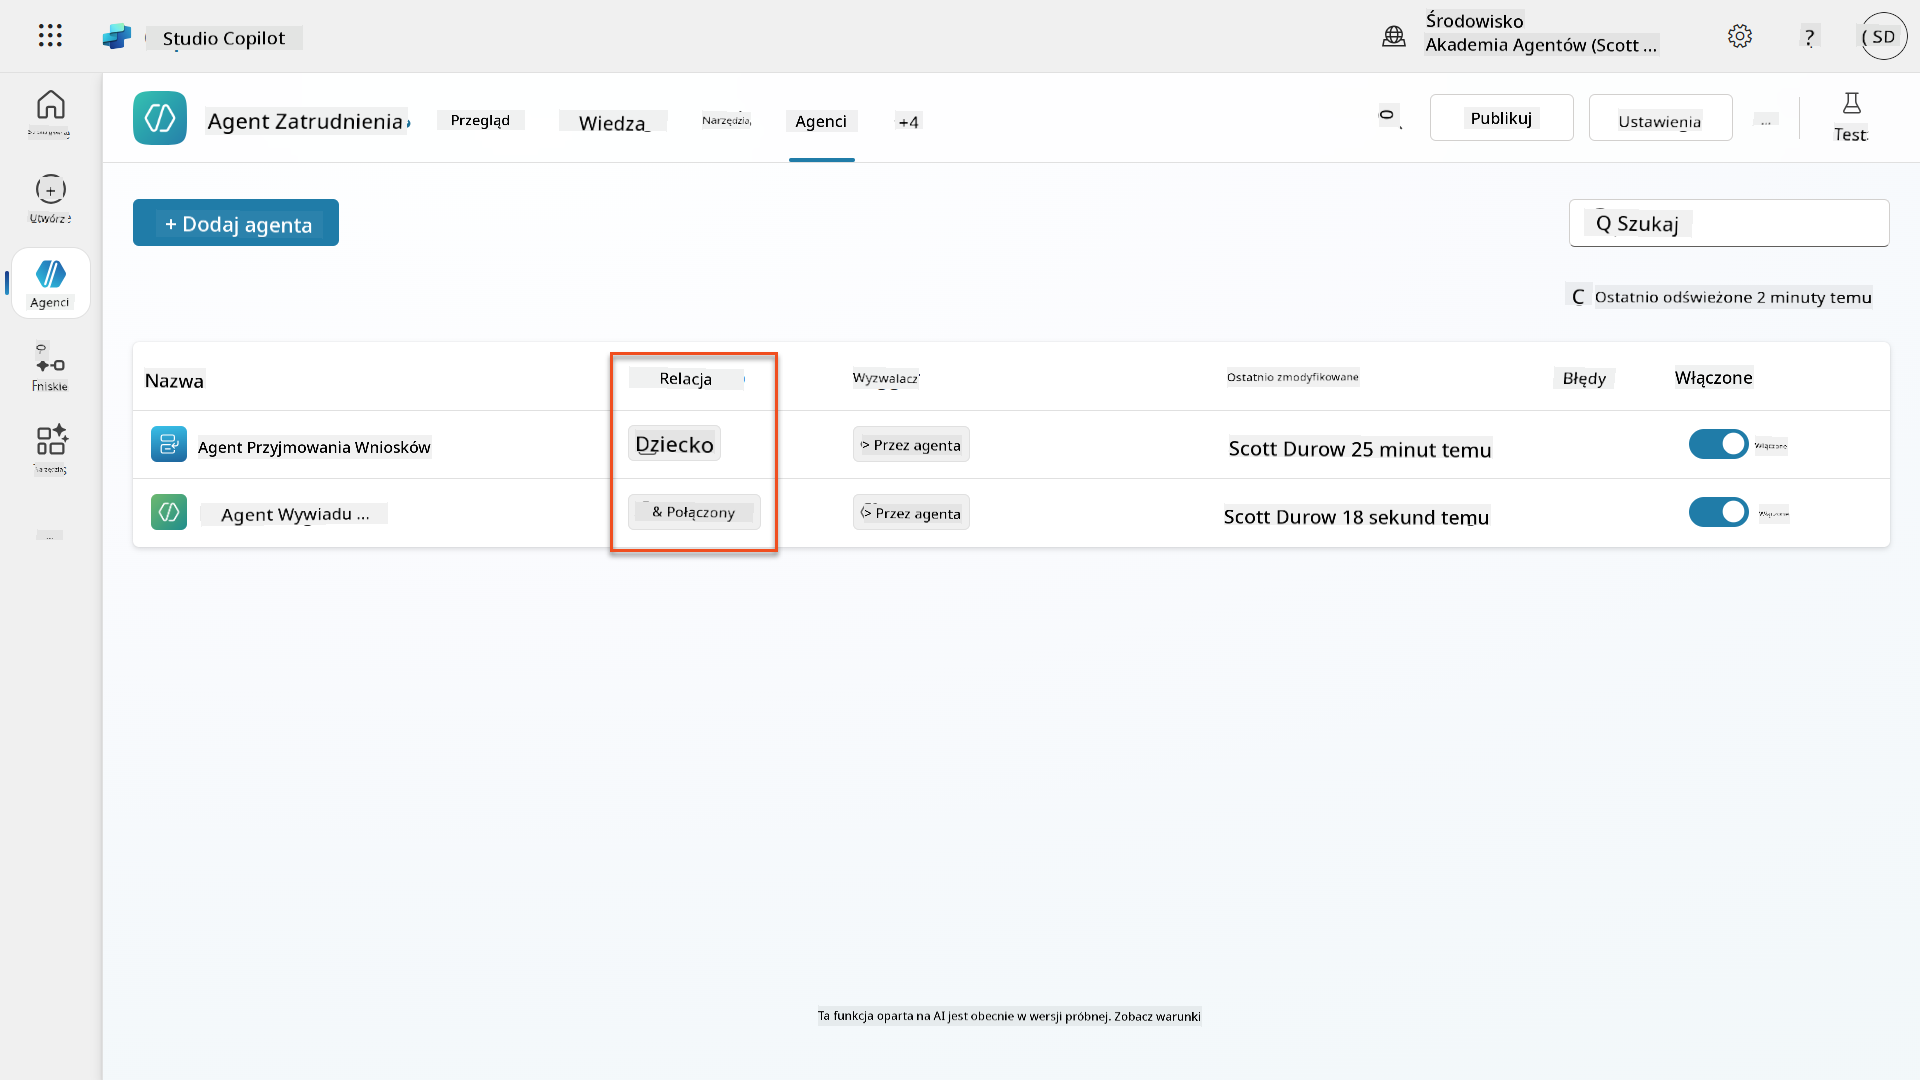 Studio Copilot
Środowisko
Akademia Agentów (Scott ...
?
SD
Agent Zatrudnienia
Przegląd
Wiedza
Narzędzia
Agenci
+4
Publikuj
Ustawienia
...
Test
Utwórz
Agenci
...
+ Dodaj agenta
Szukaj
Ostatnio odświeżone 2 minuty temu
Nazwa
Relacja
Wyzwalacz
Ostatnio zmodyfikowane
Błędy
Włączone
Agent Przyjmowania Wniosków
Dziecko
Przez agenta
Scott Durow 25 minut temu
Włączone
Agent Wywiadu ...
& Połączony
Przez agenta
Scott Durow 18 sekund temu
Włączone
Ta funkcja oparta na AI jest obecnie w wersji próbnej. Zobacz warunki